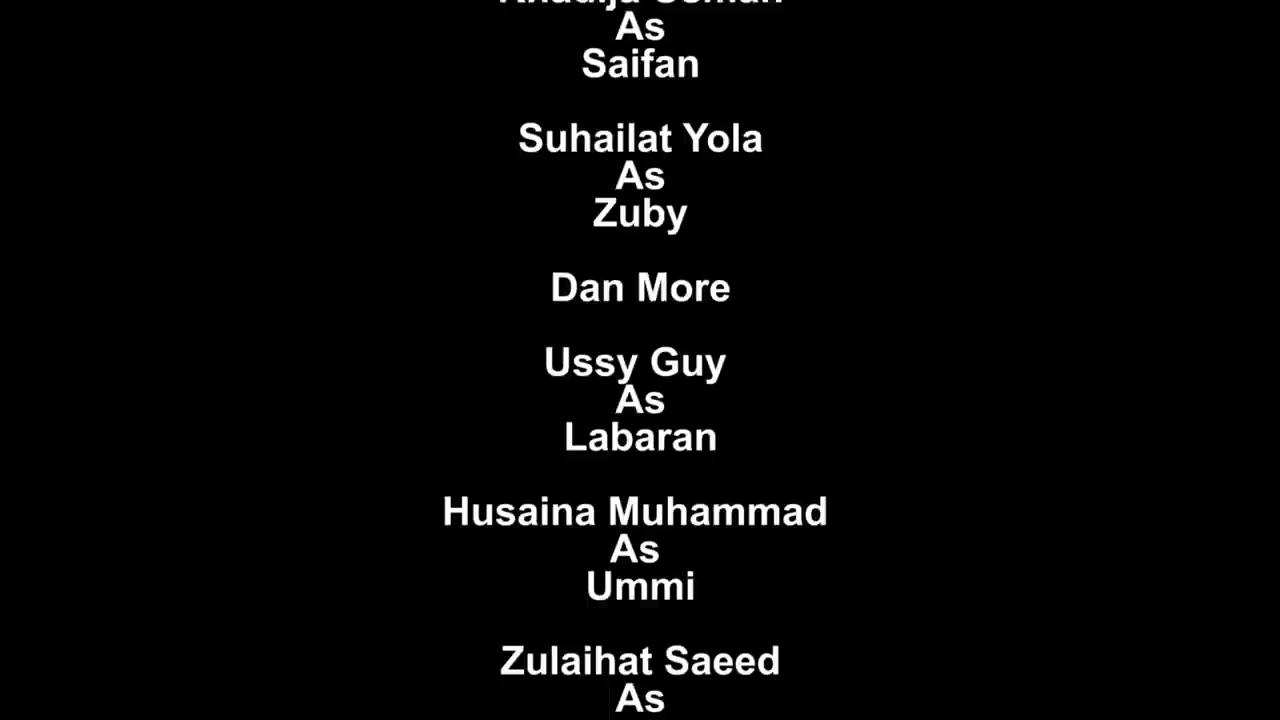 As
Saifan
Suhailat Yola
As
Zuby
Dan More
Ussy Guy
As
Labaran
Husaina Muhammad
As
Ummi
Zulaihat Saeed
As